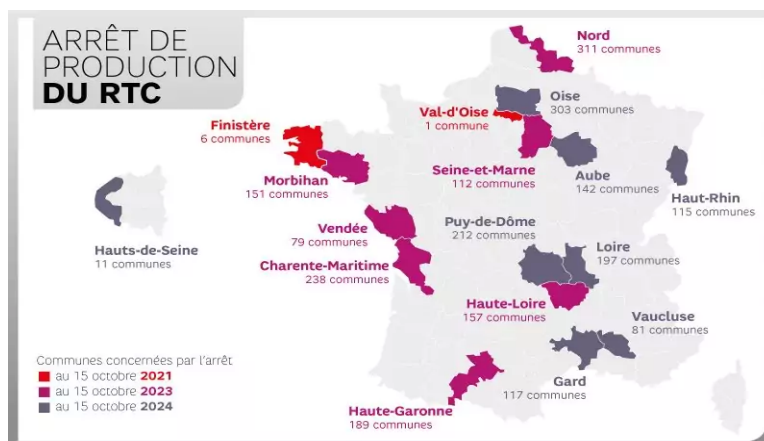 ARRÊT DE
PRODUCTION
DU RTC
Nord
311 communes
Oise
303 communes
Val-d'Oise
1 commune
Finistère
6 communes
Seine-et-Marne
112 communes
Aube
142 communes
Morbihan
151 communes
Haut-Rhin
115 communes
Vendée
79 communes
Puy-de-Dôme
212 communes
Hauts-de-Seine
11 communes
Loire
197 communes
Charente-Maritime
238 communes
Haute-Loire
157 communes
Vaucluse
81 communes
Gard
117 communes
Haute-Garonne
189 communes
Communes concernées par l'arrêt
au 15 octobre 2021
au 15 octobre 2023
au 15 octobre 2024